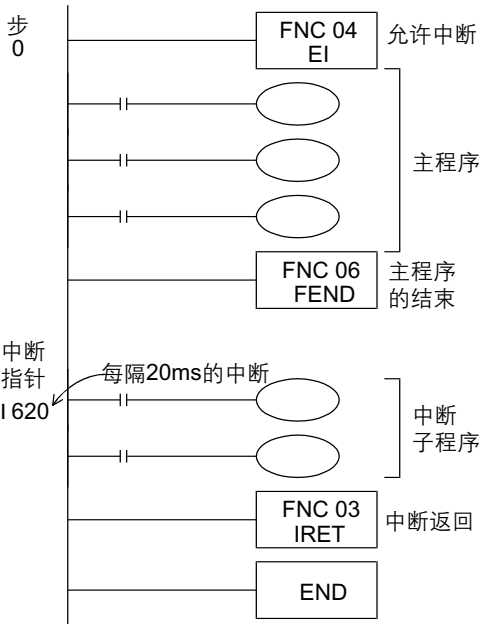 步
0
FNC 04
EI
允许中断
主程序
FNC 06
FEND
主程序
的结束
中断
指针
I 620
每隔20ms的中断
中断
子程序
FNC 03
IRET
中断返回
END